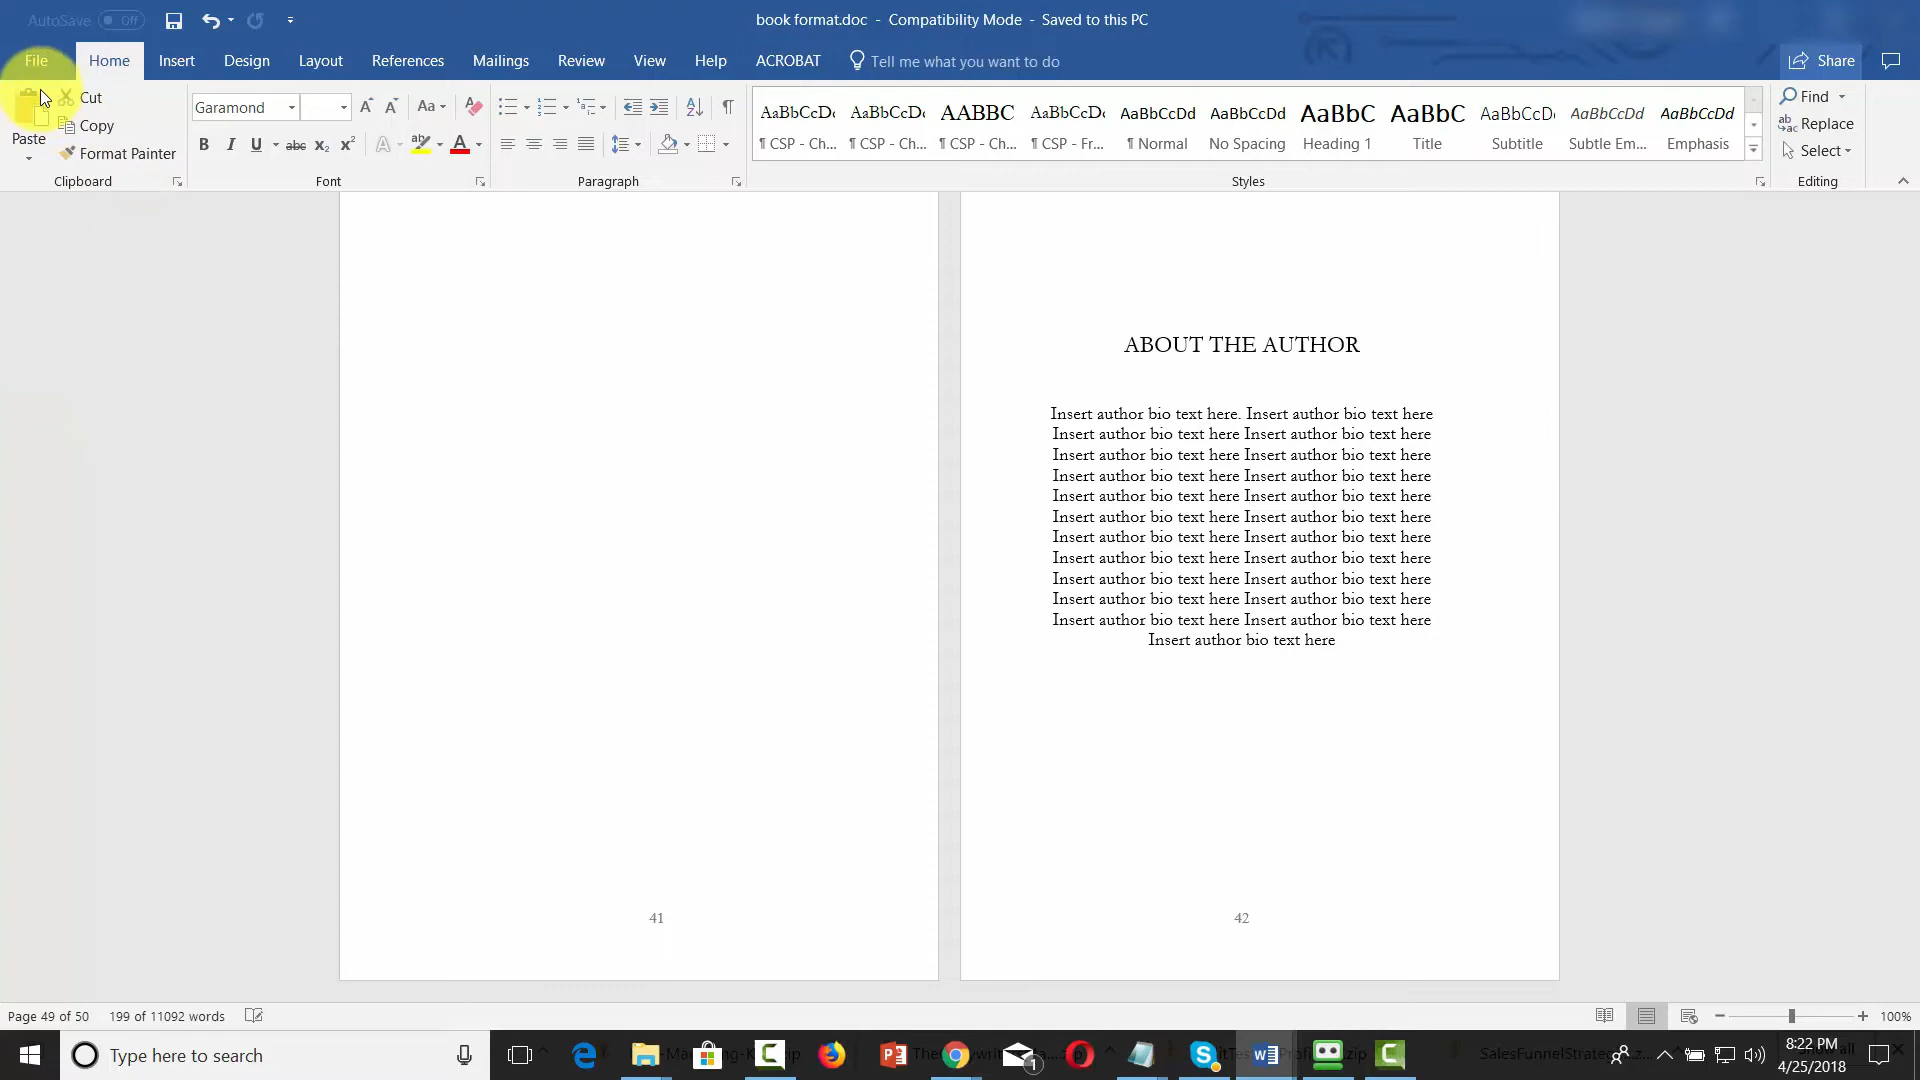 AutoSave Off
book format.doc - Compatibility Mode - Saved to this PC
File Home Insert Design Layout References Mailings Review View Help ACROBAT Tell me what you want to do Share
Cut
Copy
Format Painter
Paste
Clipboard
Garamond
Aa
B I U abc X₂ X² A ab A
Font
Paragraph
AaBbCcDc AaBbCcDc AABBC AaBbCcDc AaBbCcDd AaBbCcDd AaBbC AaBbC AaBbCcD AaBbCcDd AaBbCcDd
¶ CSP - Ch... ¶ CSP - Ch... ¶ CSP - Ch... ¶ CSP - Fr... ¶ Normal No Spacing Heading 1 Title Subtitle Subtle Em... Emphasis
Styles
Find
Replace
Select
Editing
41
ABOUT THE AUTHOR
Insert author bio text here. Insert author bio text here
Insert author bio text here Insert author bio text here
Insert author bio text here Insert author bio text here
Insert author bio text here Insert author bio text here
Insert author bio text here Insert author bio text here
Insert author bio text here Insert author bio text here
Insert author bio text here Insert author bio text here
Insert author bio text here Insert author bio text here
Insert author bio text here Insert author bio text here
Insert author bio text here Insert author bio text here
Insert author bio text here Insert author bio text here
Insert author bio text here
42
Page 49 of 50 199 of 11092 words 100%
Type here to search
8:22 PM
4/25/2018